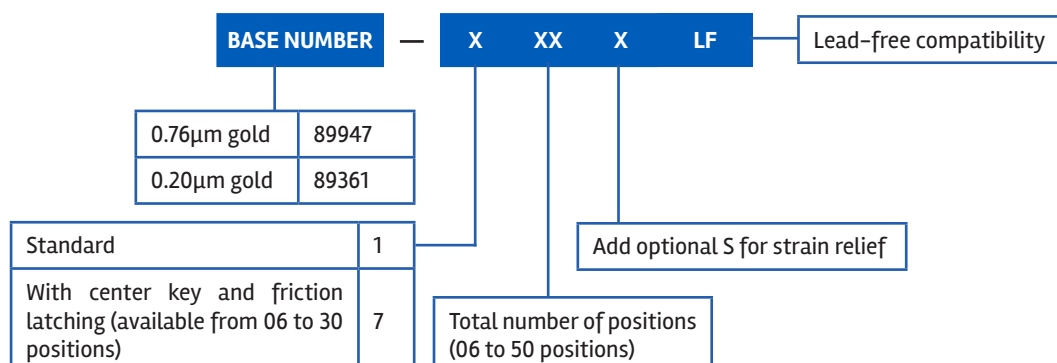 BASE NUMBER — X XX X LF
Lead-free compatibility
0.76µm gold 89947
0.20µm gold 89361
Standard 1
With center key and friction
latching (available from 06 to 30
positions)
7
Add optional S for strain relief
Total number of positions
(06 to 50 positions)